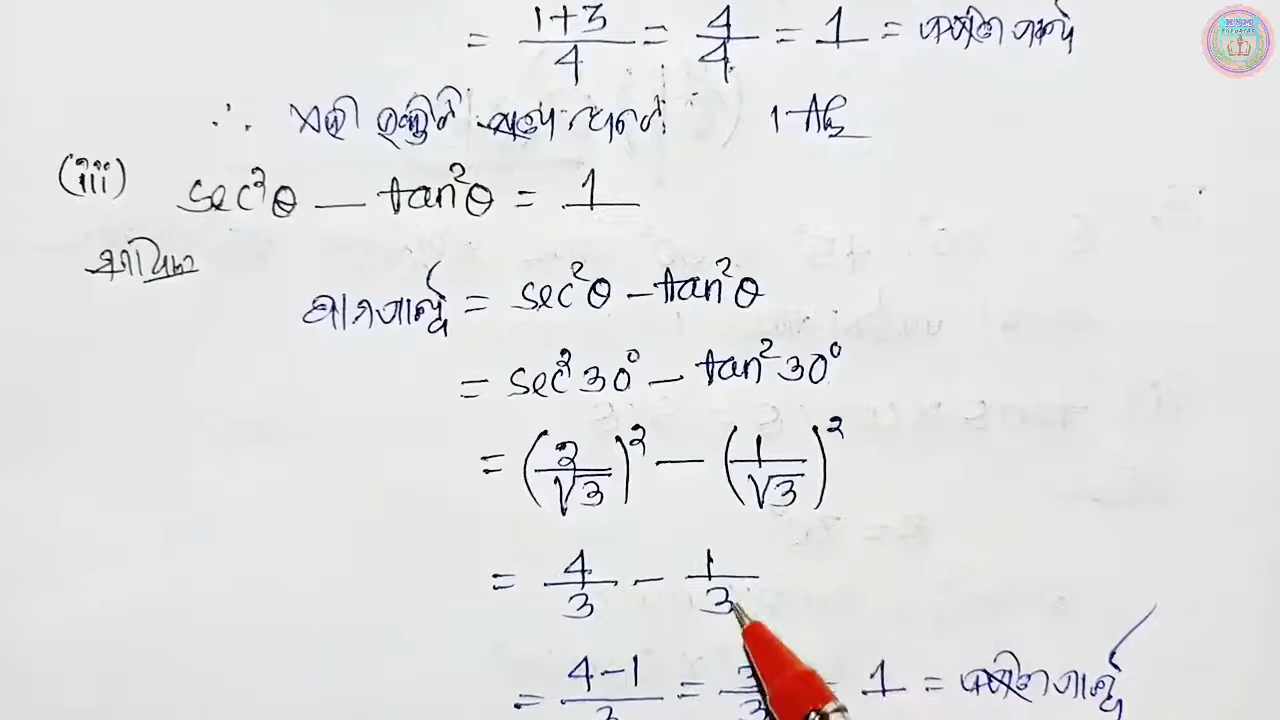 = (1+3)/4 = 4/4 = 1 = ଦକ୍ଷିଣ ପାର୍ଶ୍ୱ
∴ 1 Ans
(iii) sec²θ — tan²θ = 1
ସମାଧାନ
ବାମପାର୍ଶ୍ୱ = sec²θ – tan²θ
= sec²30° – tan²30°
= (2/√3)² — (1/√3)²
= 4/3 – 1/3
= (4–1)/3 = 3/3 = 1 = ଦକ୍ଷିଣ ପାର୍ଶ୍ୱ